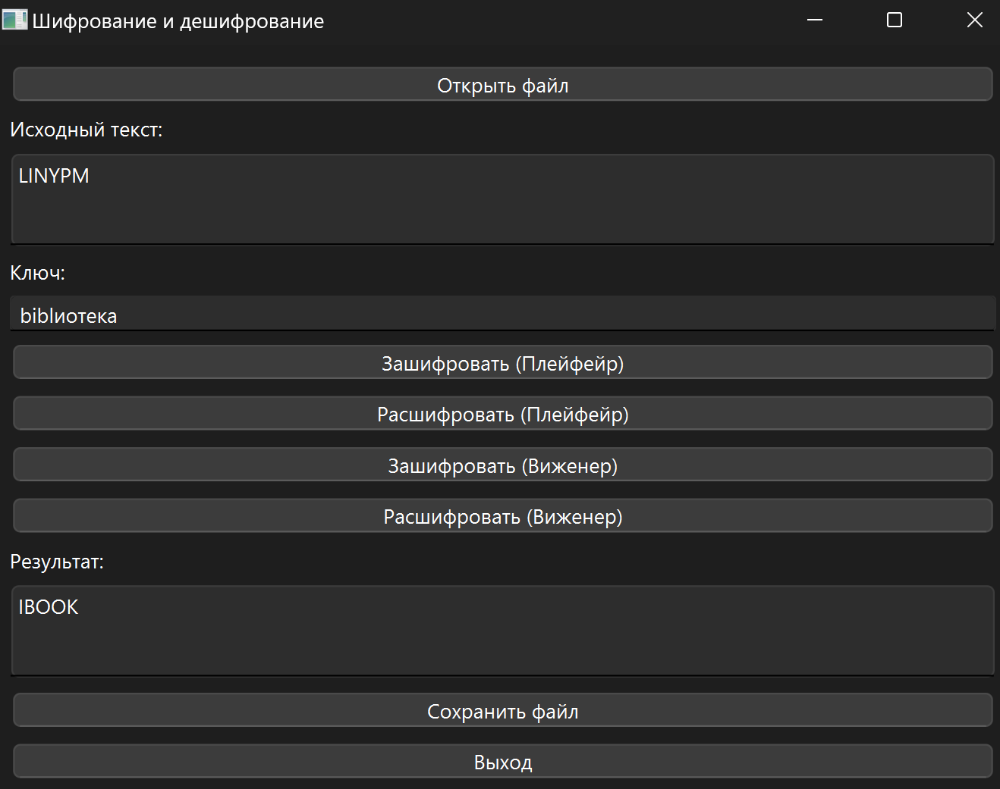 Шифрование и дешифрование
Открыть файл
Исходный текст:
LINYPM
Ключ:
biblиотека
Зашифровать (Плейфейр)
Расшифровать (Плейфейр)
Зашифровать (Виженер)
Расшифровать (Виженер)
Результат:
IBOOK
Сохранить файл
Выход